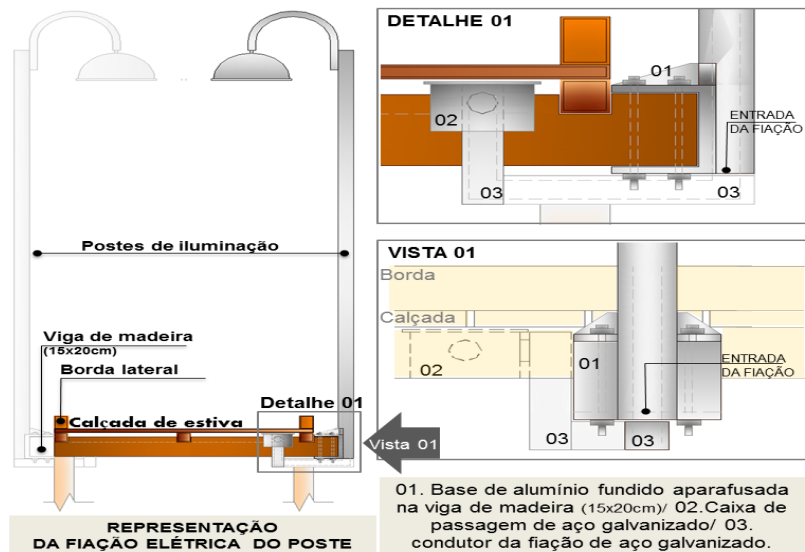 Postes de iluminação
Viga de madeira
(15x20cm)
Borda lateral
Calçada de estiva
Detalhe 01
Vista 01
REPRESENTAÇÃO
DA FIAÇÃO ELÉTRICA DO POSTE
DETALHE 01
01
02
ENTRADA
DA FIAÇÃO
03
03
VISTA 01
Borda
Calçada
01
02
ENTRADA
DA FIAÇÃO
03
03
01. Base de alumínio fundido aparafusada
na viga de madeira (15x20cm)/ 02.Caixa de
passagem de aço galvanizado/ 03.
condutor da fiação de aço galvanizado.